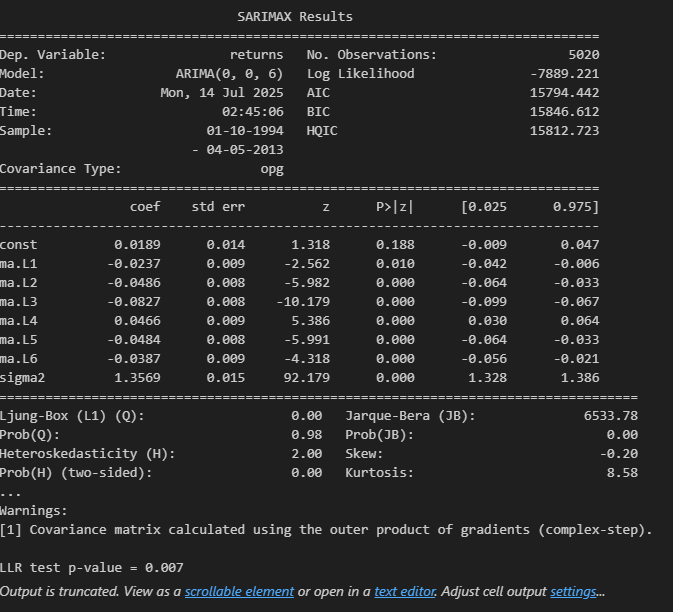 SARIMAX Results
==============================================================================
Dep. Variable: returns No. Observations: 5020
Model: ARIMA(0, 0, 6) Log Likelihood -7889.221
Date: Mon, 14 Jul 2025 AIC 15794.442
Time: 02:45:06 BIC 15846.612
Sample: 01-10-1994 HQIC 15812.723
- 04-05-2013
Covariance Type: opg
==============================================================================
coef std err z P>|z| [0.025 0.975]
------------------------------------------------------------------------------
const 0.0189 0.014 1.318 0.188 -0.009 0.047
ma.L1 -0.0237 0.009 -2.562 0.010 -0.042 -0.006
ma.L2 -0.0486 0.008 -5.982 0.000 -0.064 -0.033
ma.L3 -0.0827 0.008 -10.179 0.000 -0.099 -0.067
ma.L4 0.0466 0.009 5.386 0.000 0.030 0.064
ma.L5 -0.0484 0.008 -5.991 0.000 -0.064 -0.033
ma.L6 -0.0387 0.009 -4.318 0.000 -0.056 -0.021
sigma2 1.3569 0.015 92.179 0.000 1.328 1.386
===================================================================================
Ljung-Box (L1) (Q): 0.00 Jarque-Bera (JB): 6533.78
Prob(Q): 0.98 Prob(JB): 0.00
Heteroskedasticity (H): 2.00 Skew: -0.20
Prob(H) (two-sided): 0.00 Kurtosis: 8.58
...
Warnings:
[1] Covariance matrix calculated using the outer product of gradients (complex-step).
LLR test p-value = 0.007
Output is truncated. View as a scrollable element or open in a text editor. Adjust cell output settings...